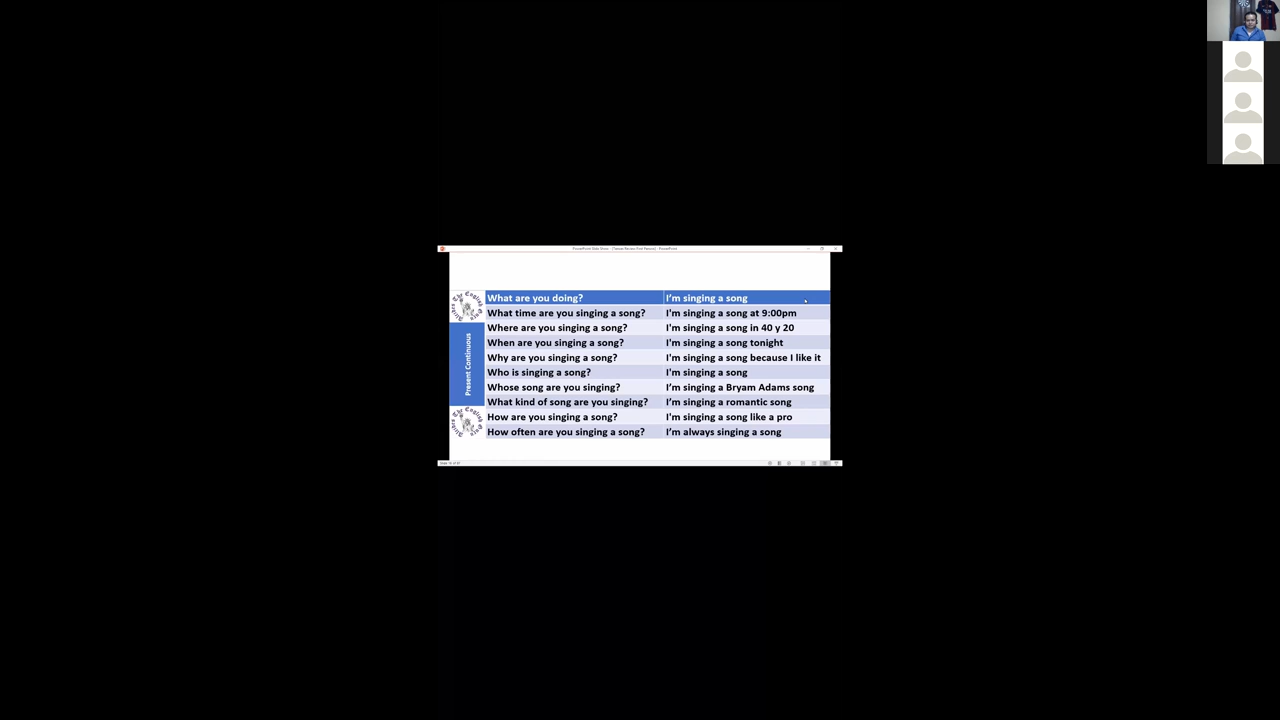 What are you doing? I'm singing a song
What time are you singing a song? I'm singing a song at 9:00pm
Where are you singing a song? I'm singing a song in 40 y 20
When are you singing a song? I'm singing a song tonight
Why are you singing a song? I'm singing a song because I like it
Who is singing a song? I'm singing a song
Whose song are you singing? I'm singing a Bryam Adams song
What kind of song are you singing? I'm singing a romantic song
How are you singing a song? I'm singing a song like a pro
How often are you singing a song? I'm always singing a song
Present Continuous